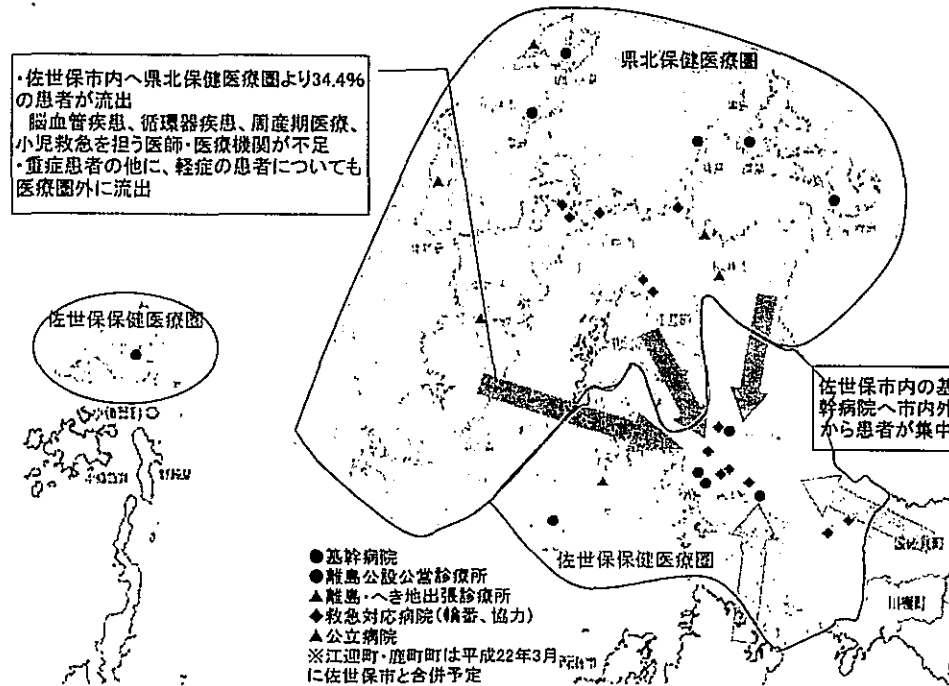 ・佐世保市内へ県北保健医療圏より34.4%
の患者が流出
脳血管疾患、循環器疾患、周産期医療、
小児救急を担う医師・医療機関が不足
・重症患者の他に、軽症の患者についても
医療圏外に流出
県北保健医療圏
佐世保保健医療圏
佐世保市内の基
幹病院へ市内外
から患者が集中
佐世保保健医療圏
川棚町
●基幹病院
●離島公設公営診療所
▲離島・へき地出張診療所
◆救急対応病院(輪番、協力)
▲公立病院
※江迎町・鹿町町は平成22年3月
に佐世保市と合併予定